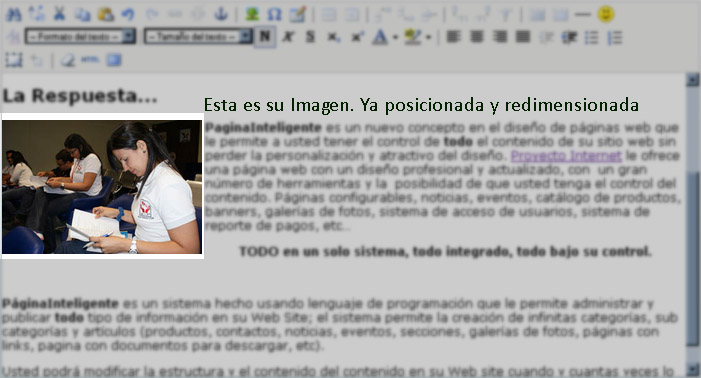 -- Formato del texto -- -- Tamaño del texto -- N K S x, x' A
HTML
La Respuesta...
Esta es su Imagen. Ya posicionada y redimensionada
PaginaInteligente es un nuevo concepto en el diseño de páginas web que
le permite a usted tener el control de todo el contenido de su sitio web sin
perder la personalización y atractivo del diseño. Proyecto Internet le ofrece
una página web con un diseño profesional y actualizado, con un gran
número de herramientas y la posibilidad de que usted tenga el control del
contenido. Páginas configurables, noticias, eventos, catálogo de productos,
banners, galerías de fotos, sistema de acceso de usuarios, sistema de
reporte de pagos, etc..
TODO en un solo sistema, todo integrado, todo bajo su control.
PáginaInteligente es un sistema hecho usando lenguaje de programación que le permite administrar y
publicar todo tipo de información en su Web Site; el sistema permite la creación de infinitas categorías, sub
categorías y artículos (productos, contactos, noticias, eventos, secciones, galerías de fotos, páginas con
links, pagina con documentos para descargar, etc).
Usted podrá modificar la estructura y el contenido del contenido en su Web site cuando y cuantas veces lo